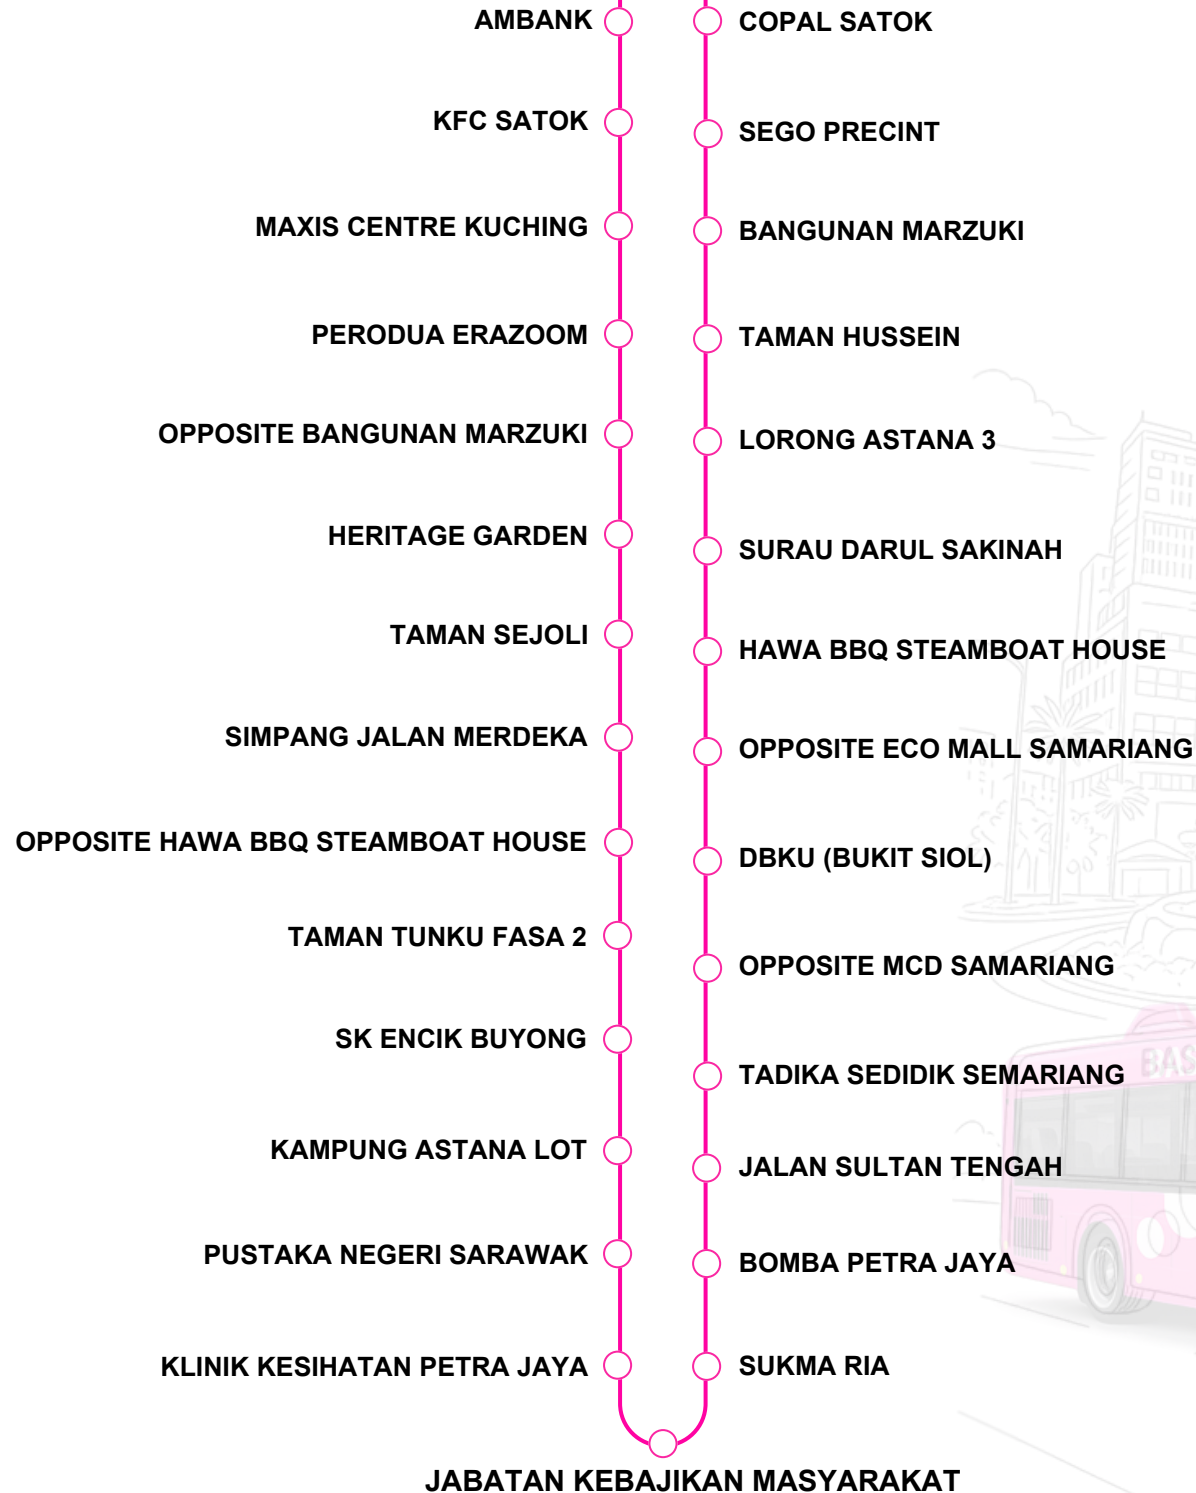 AMBANK
KFC SATOK
MAXIS CENTRE KUCHING
PERODUA ERAZOOM
OPPOSITE BANGUNAN MARZUKI
HERITAGE GARDEN
TAMAN SEJOLI
SIMPANG JALAN MERDEKA
OPPOSITE HAWA BBQ STEAMBOAT HOUSE
TAMAN TUNKU FASA 2
SK ENCIK BUYONG
KAMPUNG ASTANA LOT
PUSTAKA NEGERI SARAWAK
KLINIK KESIHATAN PETRA JAYA
COPAL SATOK
SEGO PRECINT
BANGUNAN MARZUKI
TAMAN HUSSEIN
LORONG ASTANA 3
SURAU DARUL SAKINAH
HAWA BBQ STEAMBOAT HOUSE
OPPOSITE ECO MALL SAMARIANG
DBKU (BUKIT SIOL)
OPPOSITE MCD SAMARIANG
TADIKA SEDIDIK SEMARIANG
JALAN SULTAN TENGAH
BOMBA PETRA JAYA
SUKMA RIA
JABATAN KEBAJIKAN MASYARAKAT
BAS